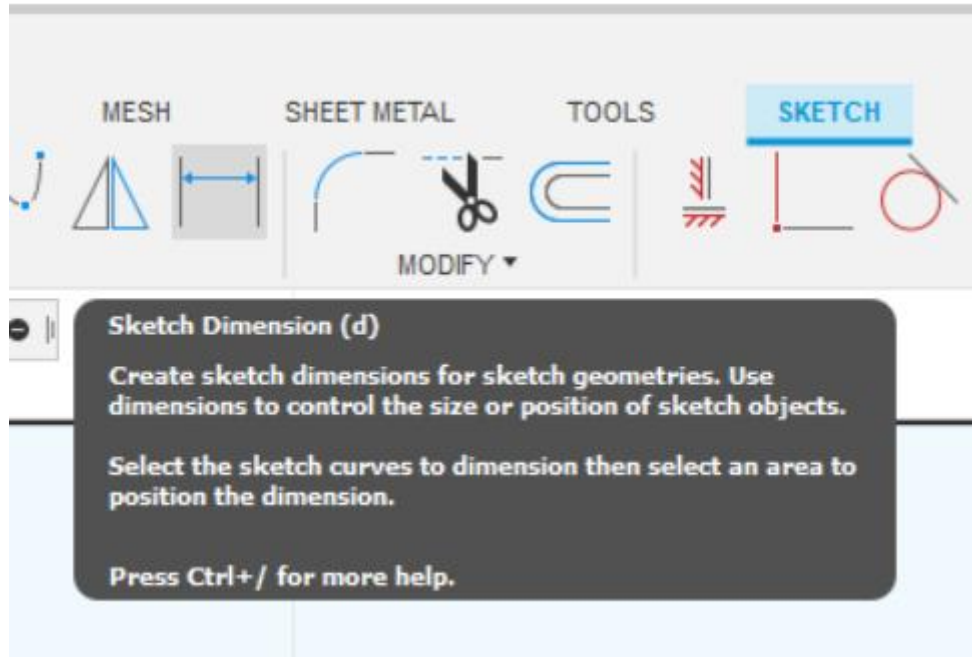 MESH SHEET METAL TOOLS SKETCH
MODIFY
Sketch Dimension (d)
Create sketch dimensions for sketch geometries. Use
dimensions to control the size or position of sketch objects.
Select the sketch curves to dimension then select an area to
position the dimension.
Press Ctrl+/ for more help.